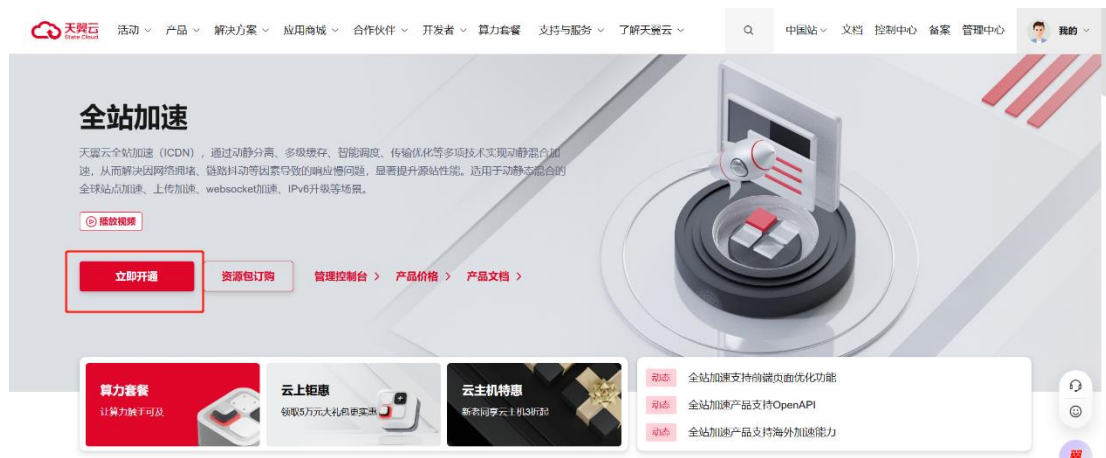 天翼云
State Cloud
活动 产品 解决方案 应用商城 合作伙伴 开发者 算力套餐 支持与服务 了解天翼云 中国站 文档 控制中心 备案 管理中心 我的
全站加速
天翼云全站加速（ICDN），通过动静分离、多级缓存、智能调度、传输优化等多项技术实现动静混合加
速，从而解决因网络拥堵、链路抖动等因素导致的响应慢问题，显著提升源站性能。适用于动静态混合的
全球站点加速、上传加速、websocket加速、IPv6升级等场景。
播放视频
立即开通 资源包订购 管理控制台 > 产品价格 > 产品文档 >
算力套餐
让算力触手可及
云上钜惠
领取5万元大礼包更实惠
云主机特惠
新老同享云主机3折起
动态 全站加速支持前端页面优化功能
动态 全站加速产品支持OpenAPI
动态 全站加速产品支持海外加速能力
翼